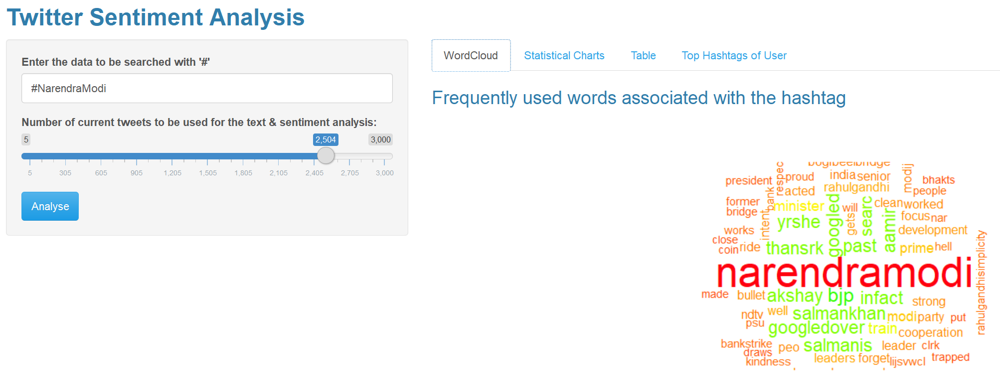 Twitter Sentiment Analysis
Enter the data to be searched with '#'
#NarendraModi
Number of current tweets to be used for the text & sentiment analysis:
5 2,504 3,000
5 305 605 905 1,205 1,505 1,805 2,105 2,405 2,705 3,000
Analyse
WordCloud Statistical Charts Table Top Hashtags of User
Frequently used words associated with the hashtag
bogibeelbridge
respec
president
proud
india
senior
modij
bhakts
bank
acted
rahulgandhi
people
former
minister
googled
will
searc
clean
worked
bridge
yrshe
gets
aamir
focus
nar
works
intent
development
close
coin
ride
thansrk
past
prime
hell
rahulgandhisimplicity
narendramodi
made
bullet
akshay
bjp
infact
strong
ndtv
well
salmankhan
modi
party
put
psu
googledover
train
cooperation
bankstrike
peo
salmanis
leader
clrk
draws
kindness
leaders
forget
lijsvwcl
trapped